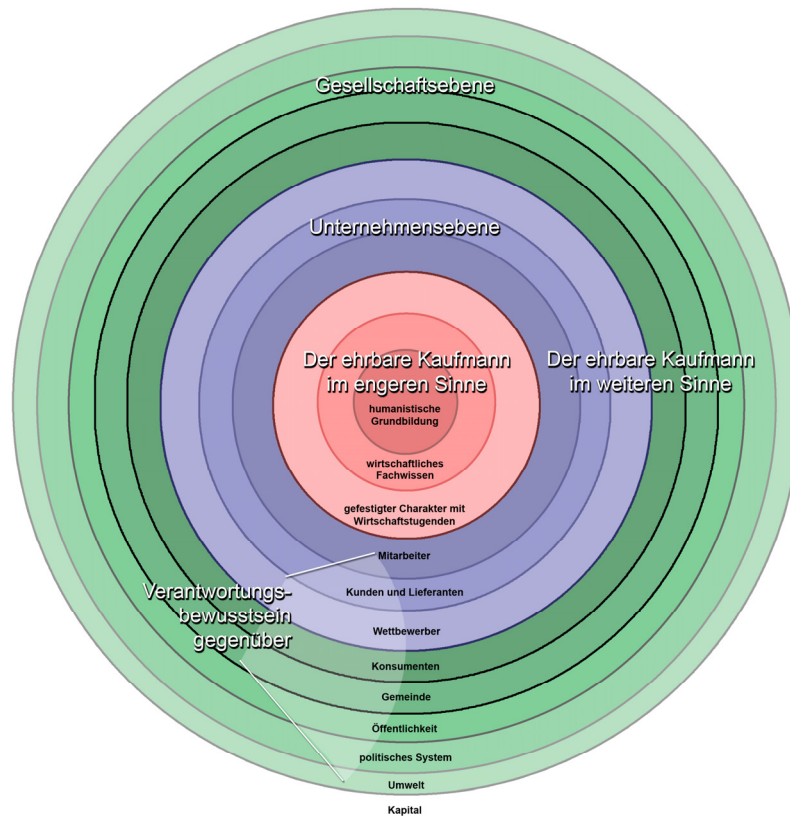 Gesellschaftsebene
Unternehmensebene
Der ehrbare Kaufmann
im engeren Sinne
Der ehrbare Kaufmann
im weiteren Sinne
humanistische
Grundbildung
wirtschaftliches
Fachwissen
gefestigter Charakter mit
Wirtschaftstugenden
Mitarbeiter
Verantwortungs-
bewusstsein
gegenüber
Kunden und Lieferanten
Wettbewerber
Konsumenten
Gemeinde
Öffentlichkeit
politisches System
Umwelt
Kapital